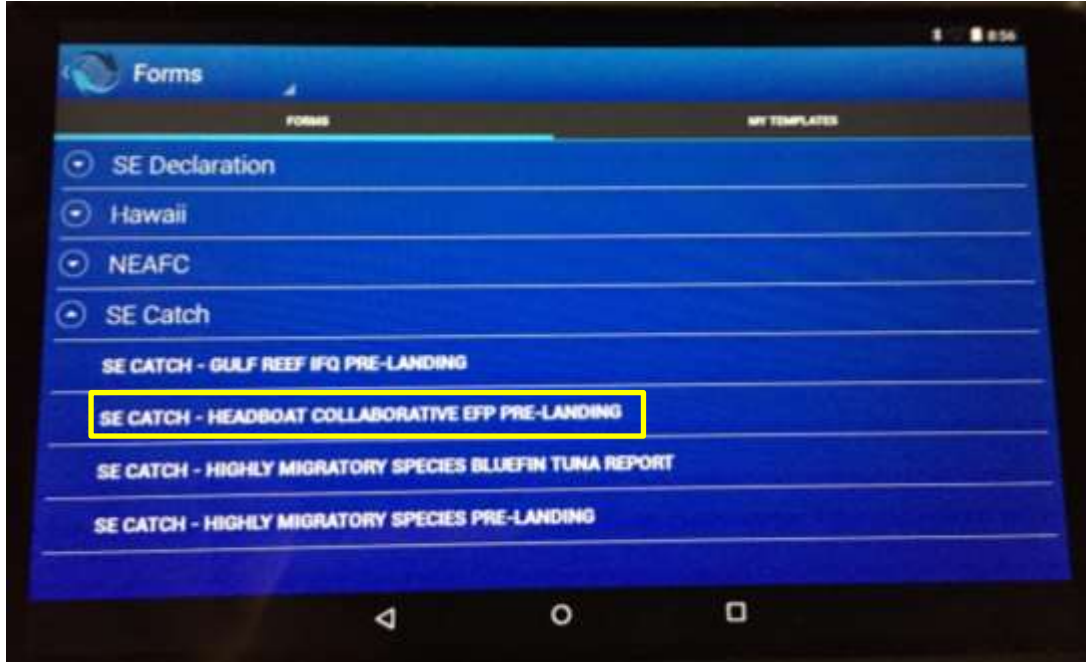 8:56
Forms
FORMS
MY TEMPLATES
SE Declaration
Hawaii
NEAFC
SE Catch
SE CATCH - GULF REEF IFQ PRE-LANDING
SE CATCH - HEADBOAT COLLABORATIVE EFP PRE-LANDING
SE CATCH - HIGHLY MIGRATORY SPECIES BLUEFIN TUNA REPORT
SE CATCH - HIGHLY MIGRATORY SPECIES PRE-LANDING